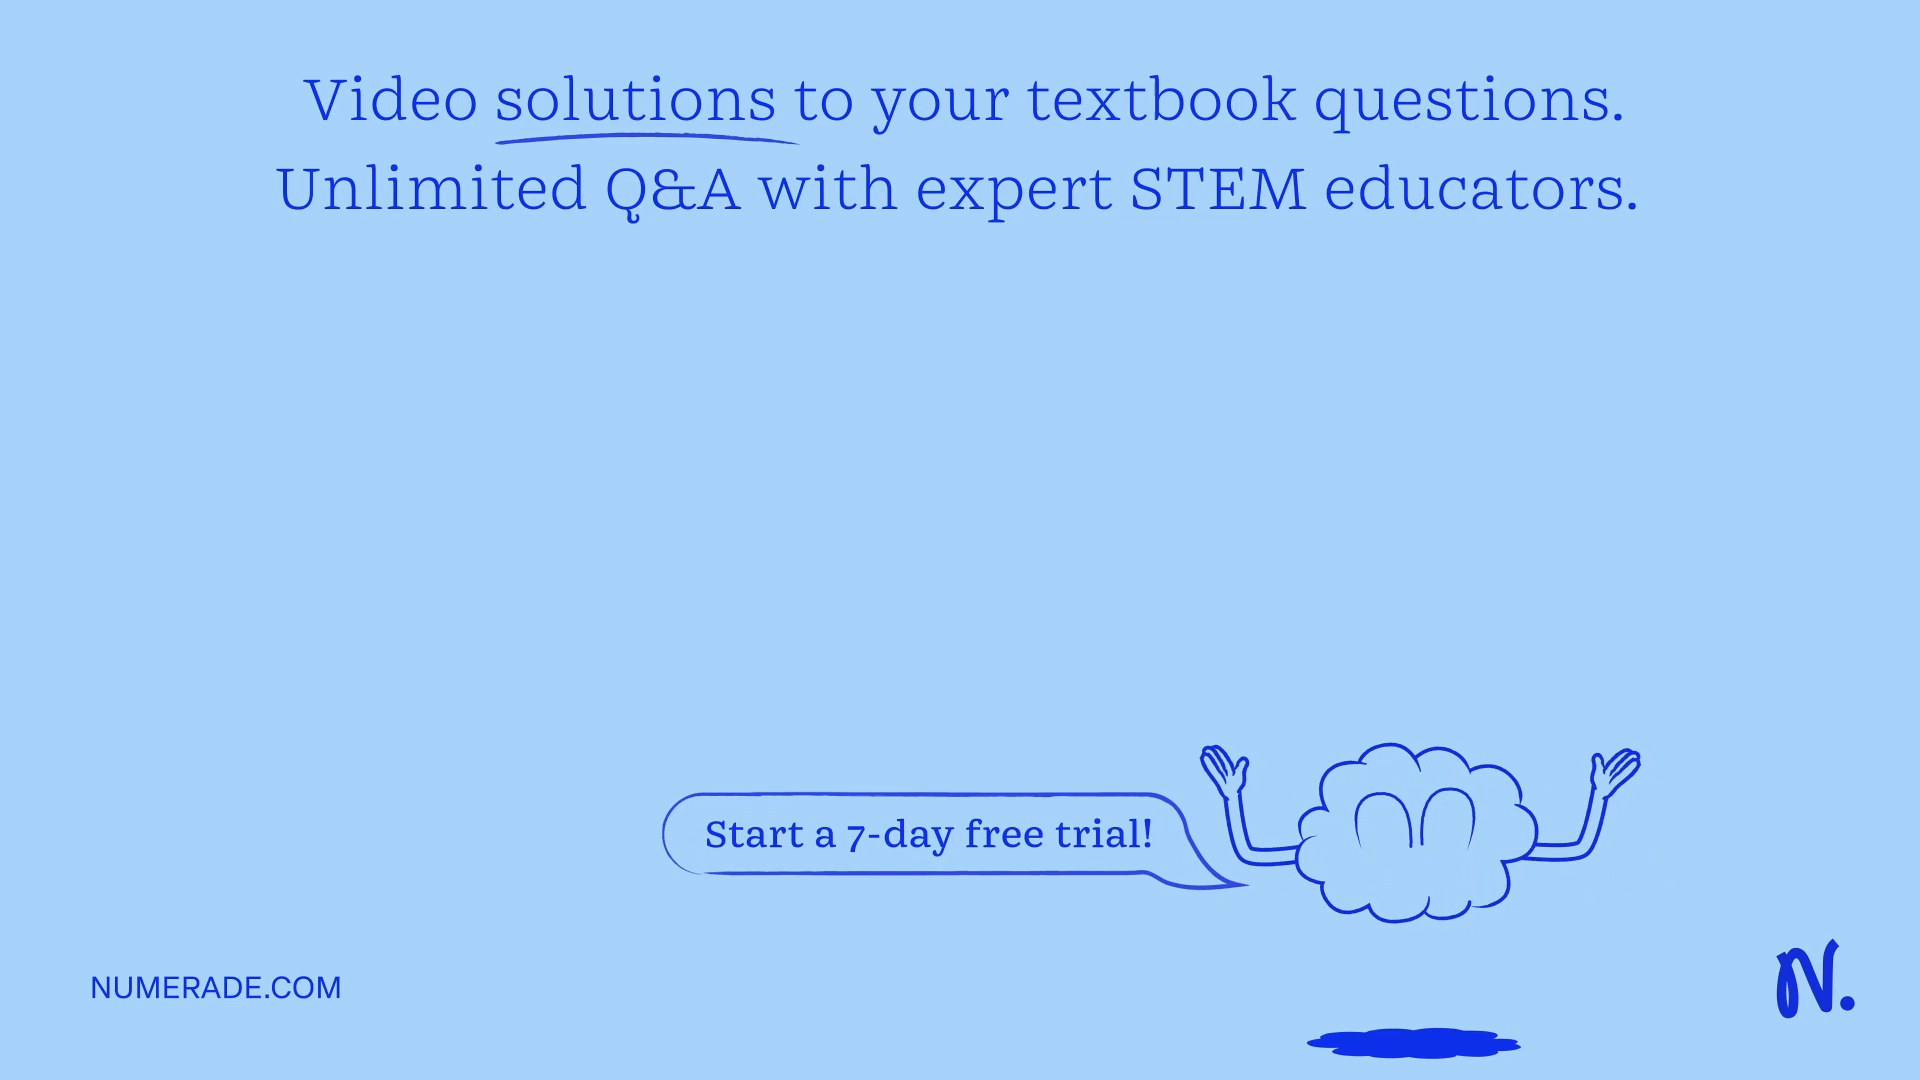 Video solutions to your textbook questions.
Unlimited Q&A with expert STEM educators.
Start a 7-day free trial!
NUMERADE.COM
N.